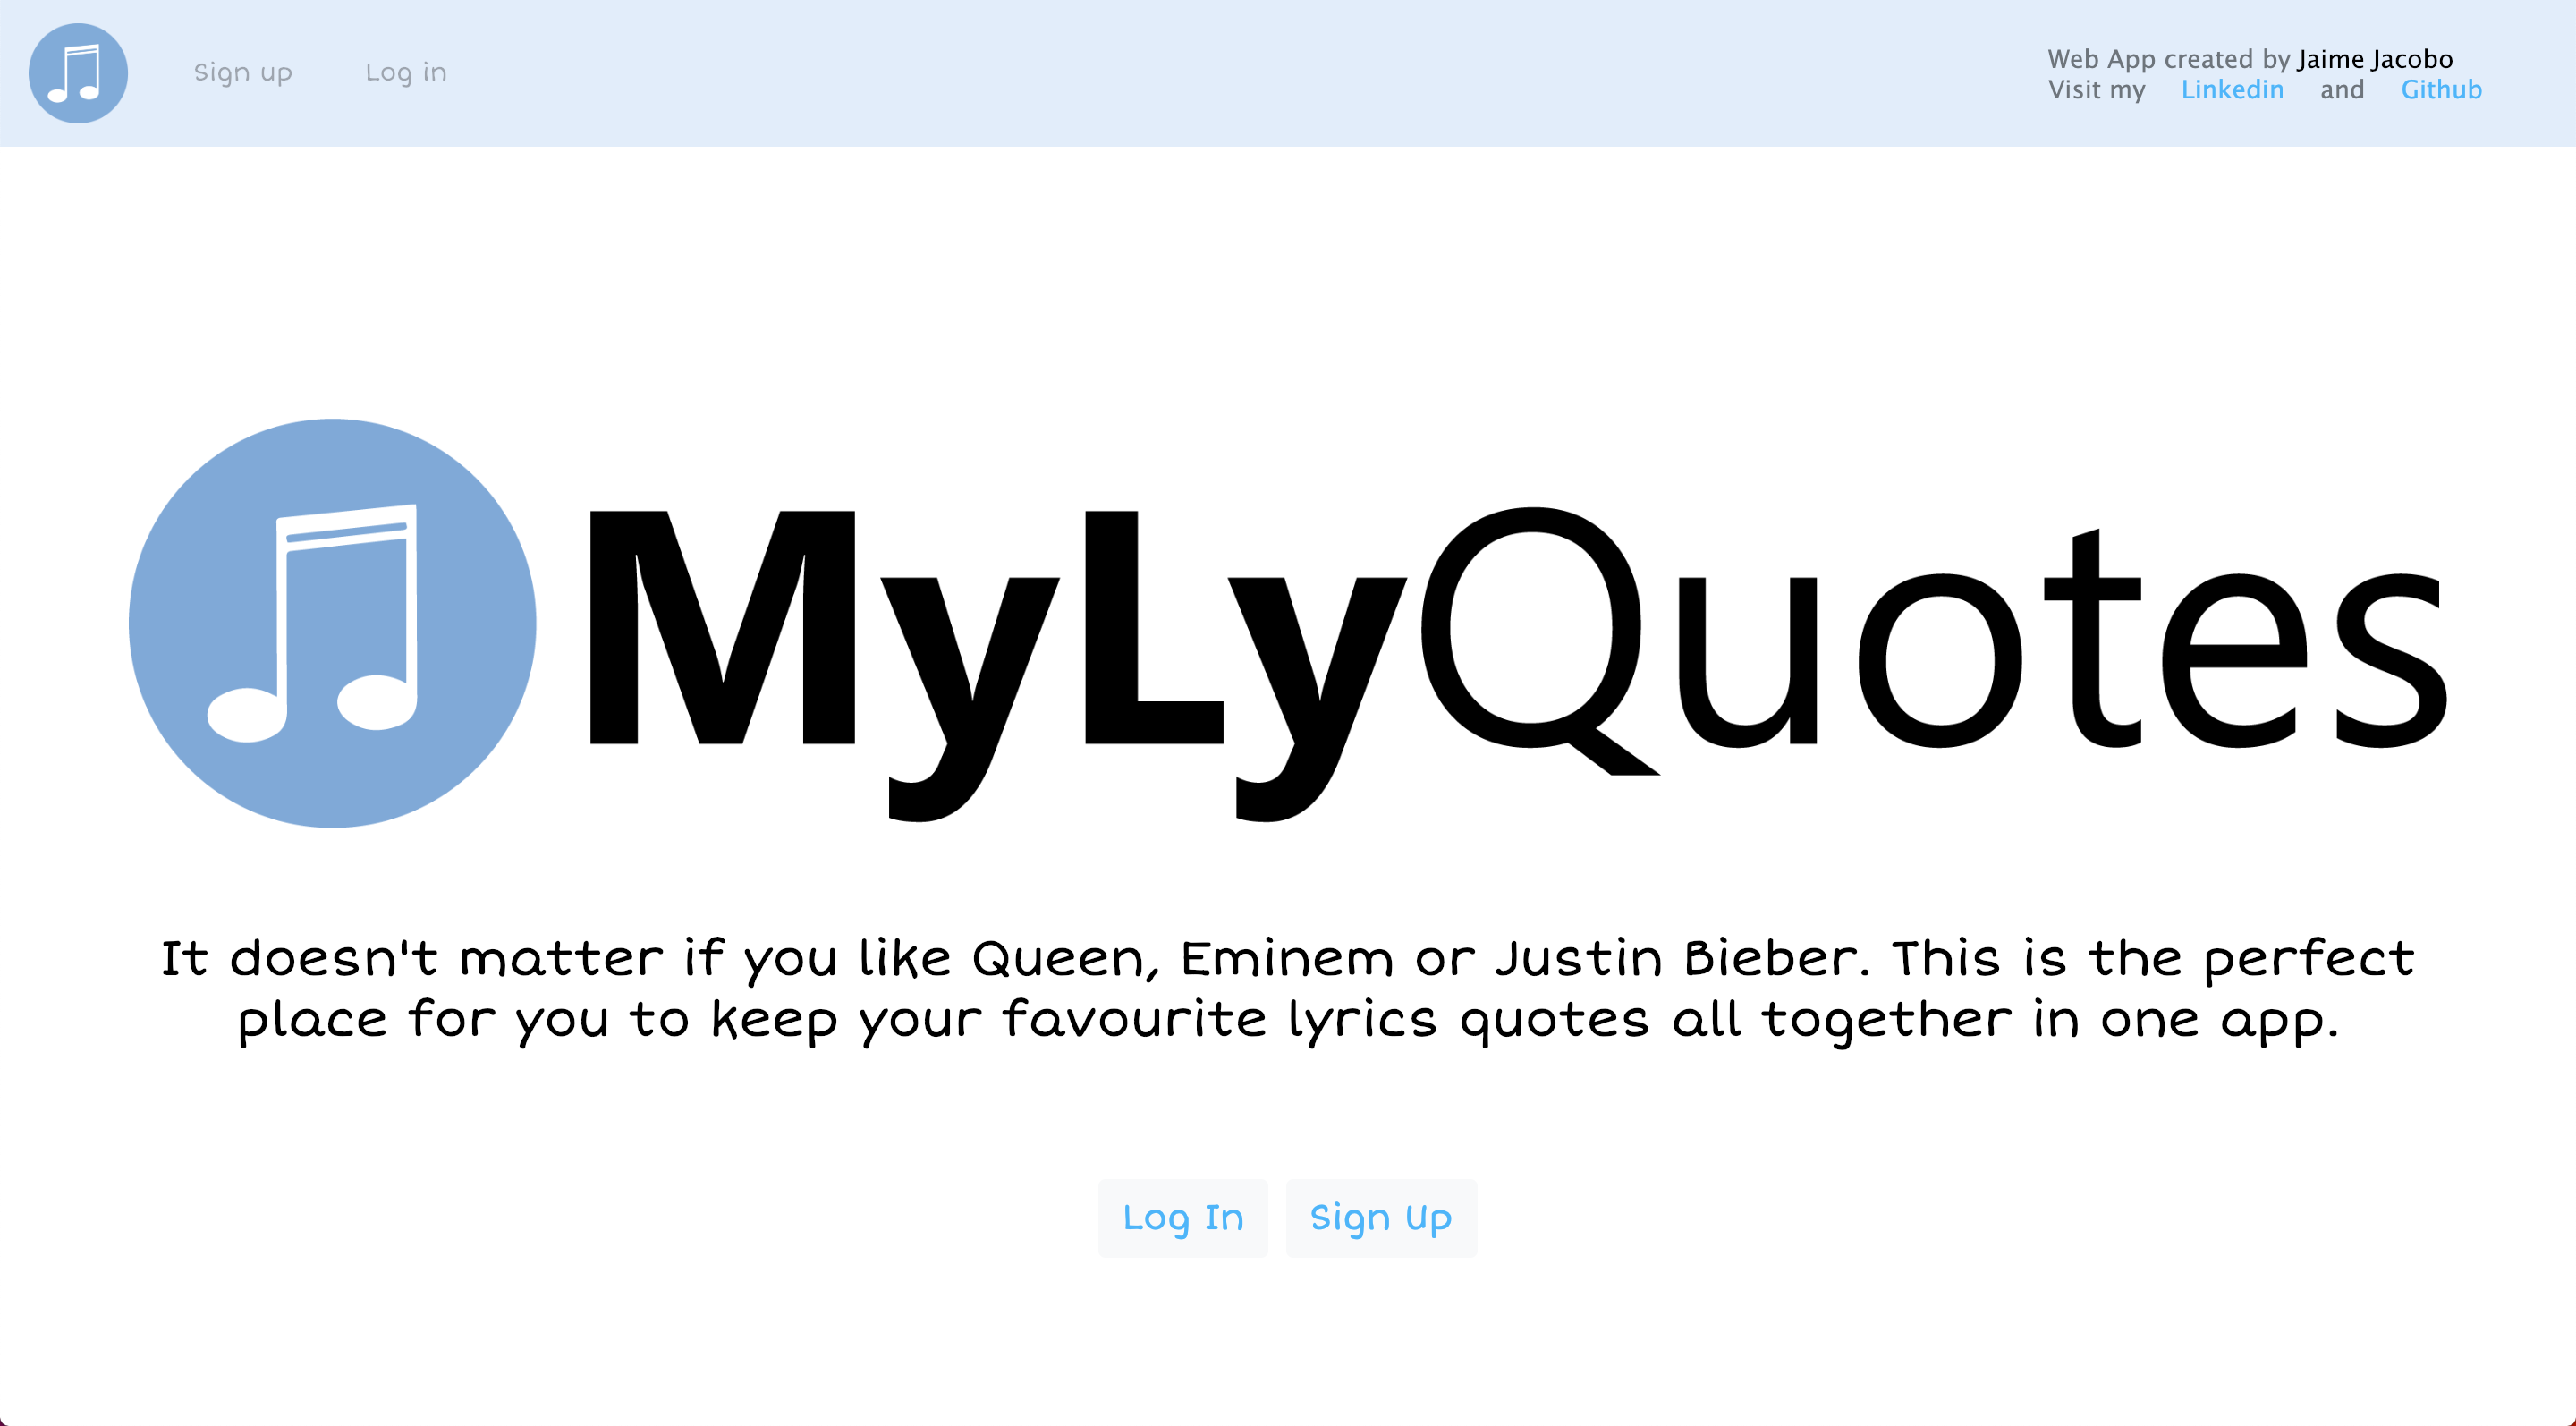 Sign up Log in
Web App created by Jaime Jacobo
Visit my Linkedin and Github
MyLyQuotes
It doesn't matter if you like Queen, Eminem or Justin Bieber. This is the perfect
place for you to keep your favourite lyrics quotes all together in one app.
Log In Sign Up